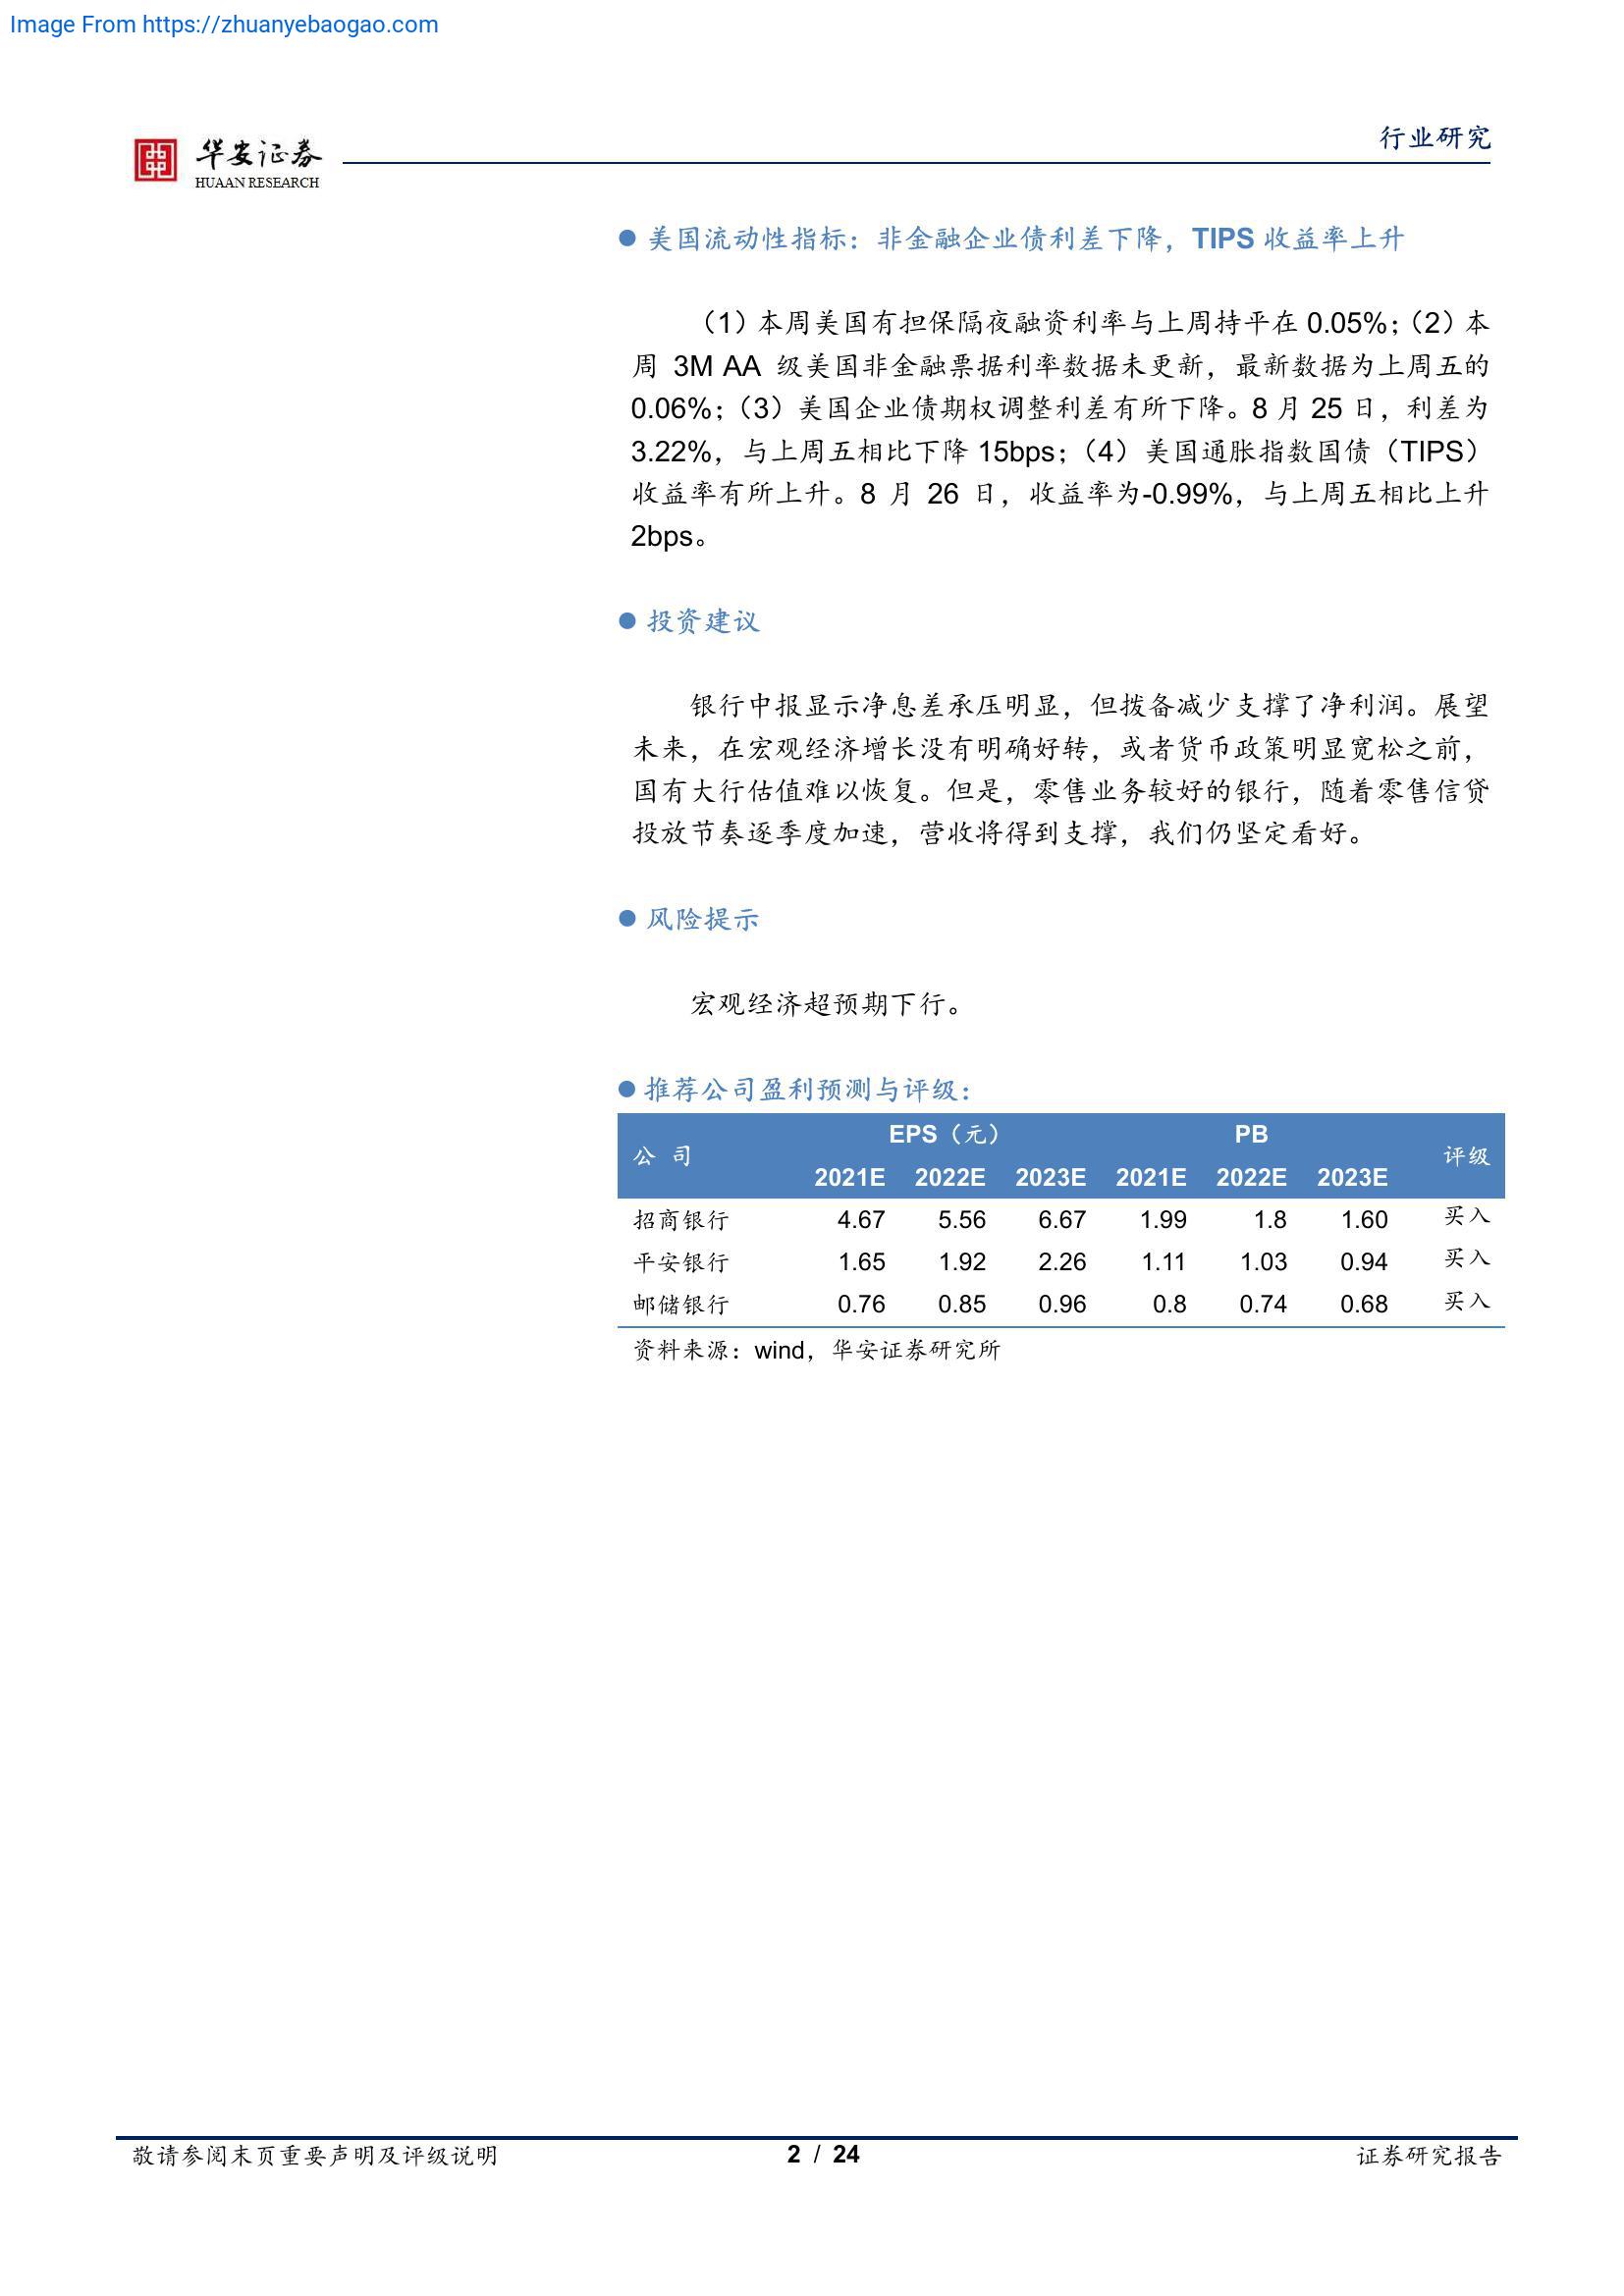 Image From https://zhuanyebaogao.com
华安证券
HUAAN RESEARCH
行业研究
美国流动性指标：非金融企业债利差下降，TIPS 收益率上升
（1）本周美国有担保隔夜融资利率与上周持平在 0.05%；（2）本
周 3M AA 级美国非金融票据利率数据未更新，最新数据为上周五的
0.06%；（3）美国企业债期权调整利差有所下降。8 月 25 日，利差为
3.22%，与上周五相比下降 15bps；（4）美国通胀指数国债（TIPS）
收益率有所上升。8 月 26 日，收益率为-0.99%，与上周五相比上升
2bps。
投资建议
银行中报显示净息差承压明显，但拨备减少支撑了净利润。展望
未来，在宏观经济增长没有明确好转，或者货币政策明显宽松之前，
国有大行估值难以恢复。但是，零售业务较好的银行，随着零售信贷
投放节奏逐季度加速，营收将得到支撑，我们仍坚定看好。
风险提示
宏观经济超预期下行。
推荐公司盈利预测与评级：
公 司 EPS（元） PB 评级
2021E 2022E 2023E 2021E 2022E 2023E
招商银行 4.67 5.56 6.67 1.99 1.8 1.60 买入
平安银行 1.65 1.92 2.26 1.11 1.03 0.94 买入
邮储银行 0.76 0.85 0.96 0.8 0.74 0.68 买入
资料来源：wind，华安证券研究所
敬请参阅末页重要声明及评级说明 2 / 24 证券研究报告